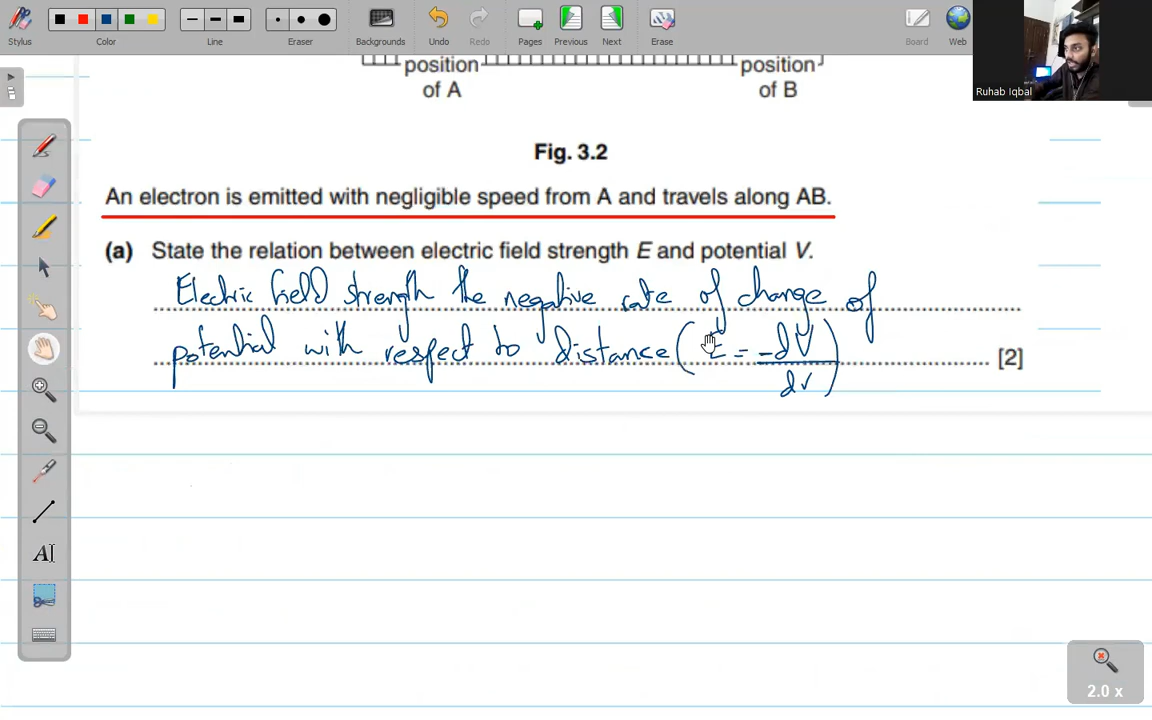 Stylus
Color
Line
Eraser
Backgrounds
Undo
Redo
Pages
Previous
Next
Erase
Board
Web
Ruhab Iqbal
position position
of A of B
Fig. 3.2
An electron is emitted with negligible speed from A and travels along AB.
(a) State the relation between electric field strength E and potential V.
Electric field strength the negative rate of change of
potential with respect to distance ( E = -dV
dr )
[2]
AI
2.0 x